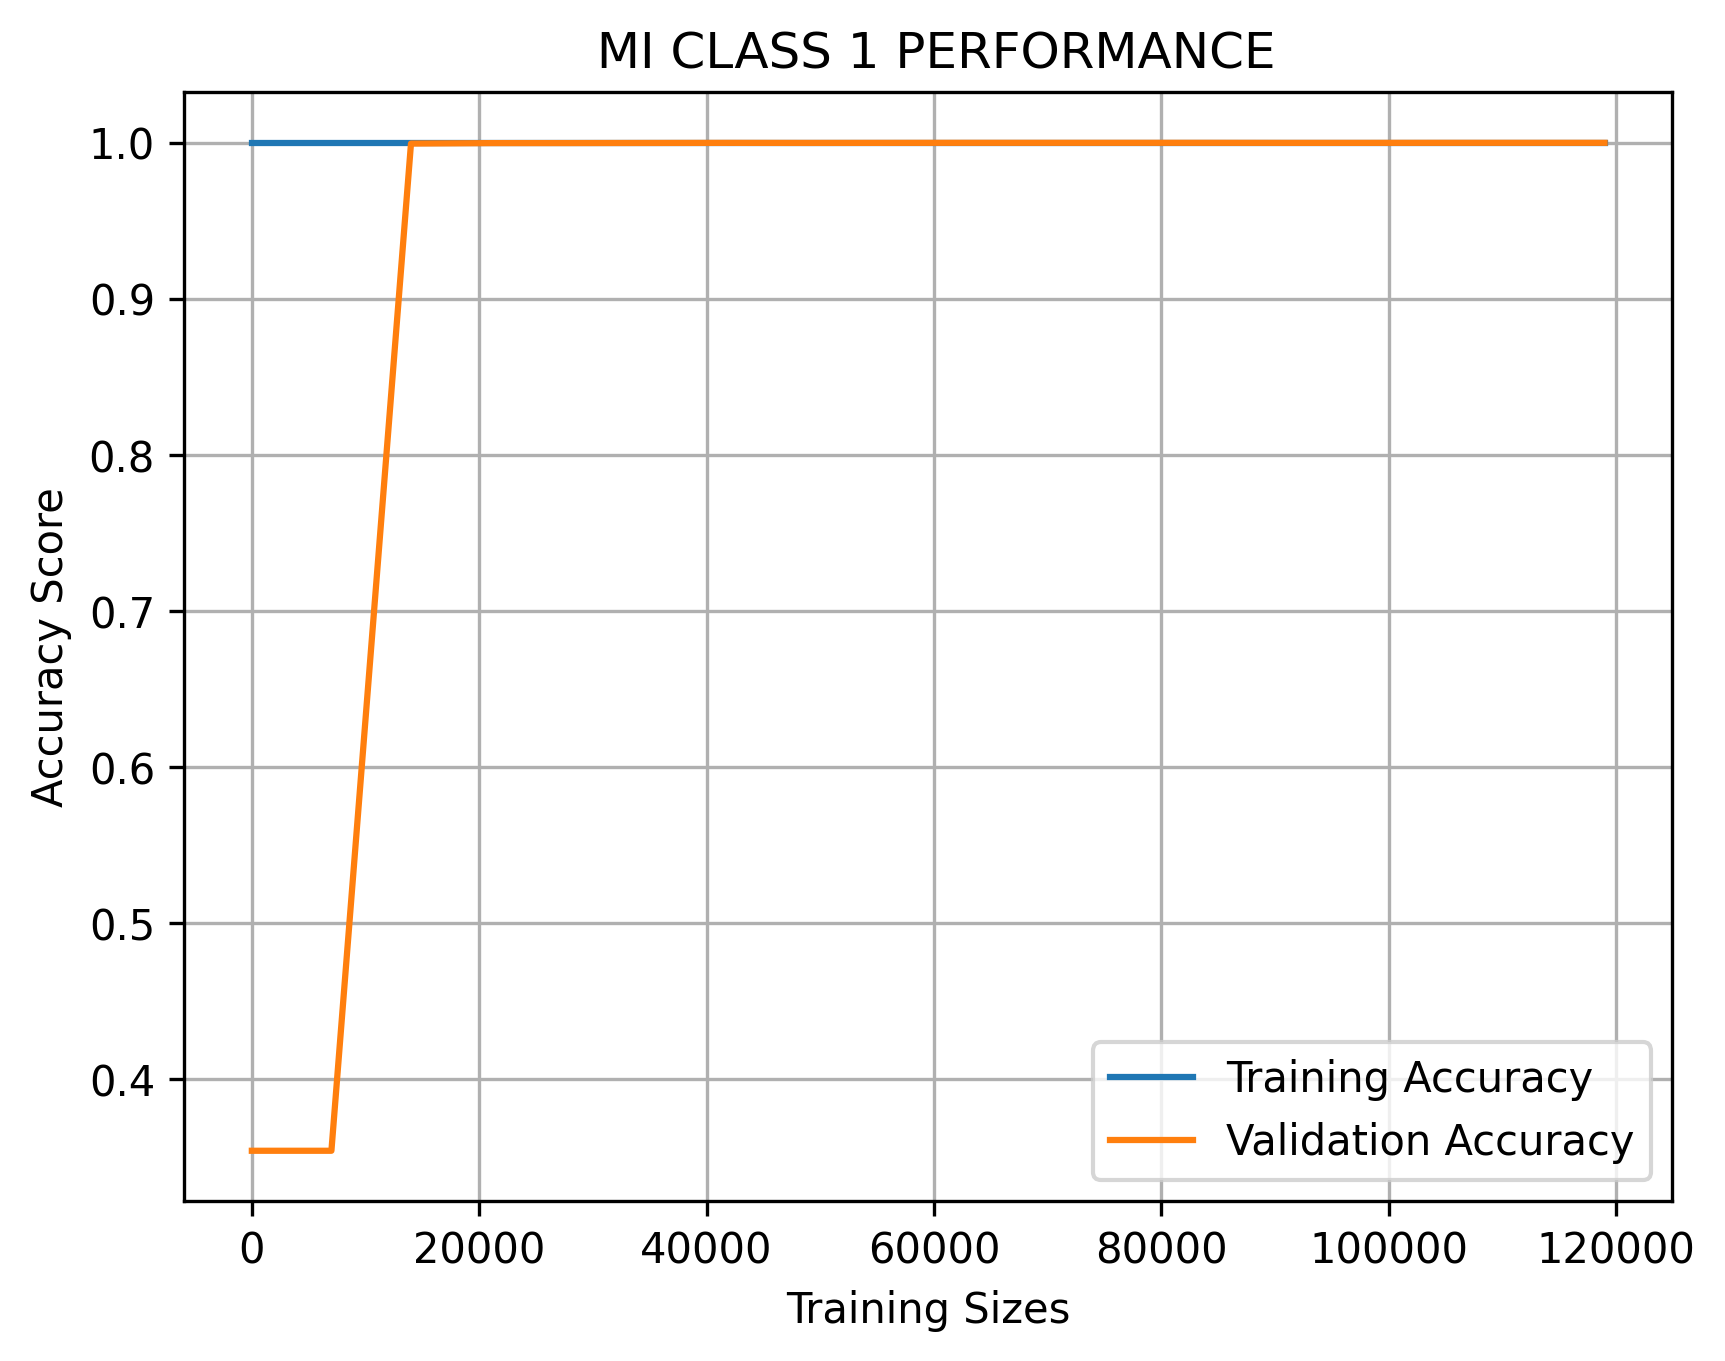 MI CLASS 1 PERFORMANCE
1.0
0.9
0.8
0.7
0.6
0.5
0.4
Accuracy Score
Training Accuracy
Validation Accuracy
0 20000 40000 60000 80000 100000 120000
Training Sizes